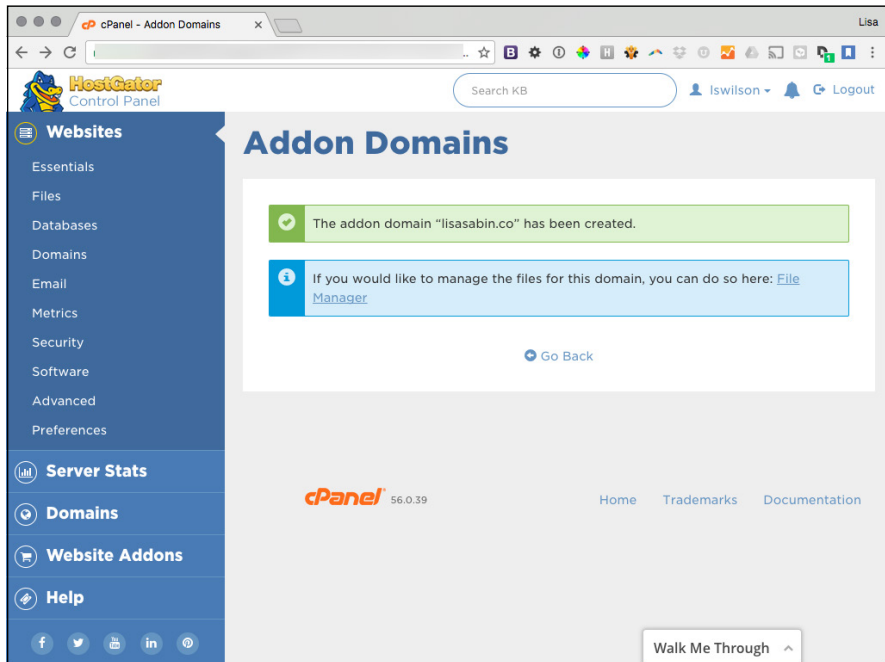 cPanel - Addon Domains
Lisa
HostGator
Control Panel
Search KB
lswilson
Logout
Websites
Essentials
Files
Databases
Domains
Email
Metrics
Security
Software
Advanced
Preferences
Server Stats
Domains
Website Addons
Help
Addon Domains
The addon domain “lisasabin.co” has been created.
If you would like to manage the files for this domain, you can do so here: File
Manager
Go Back
cPanel 56.0.39
Home Trademarks Documentation
Walk Me Through